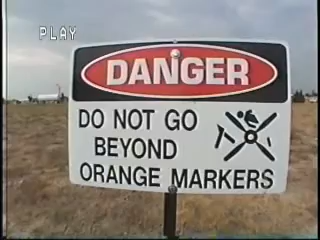 PLAY
DANGER
DO NOT GO
BEYOND
ORANGE MARKERS